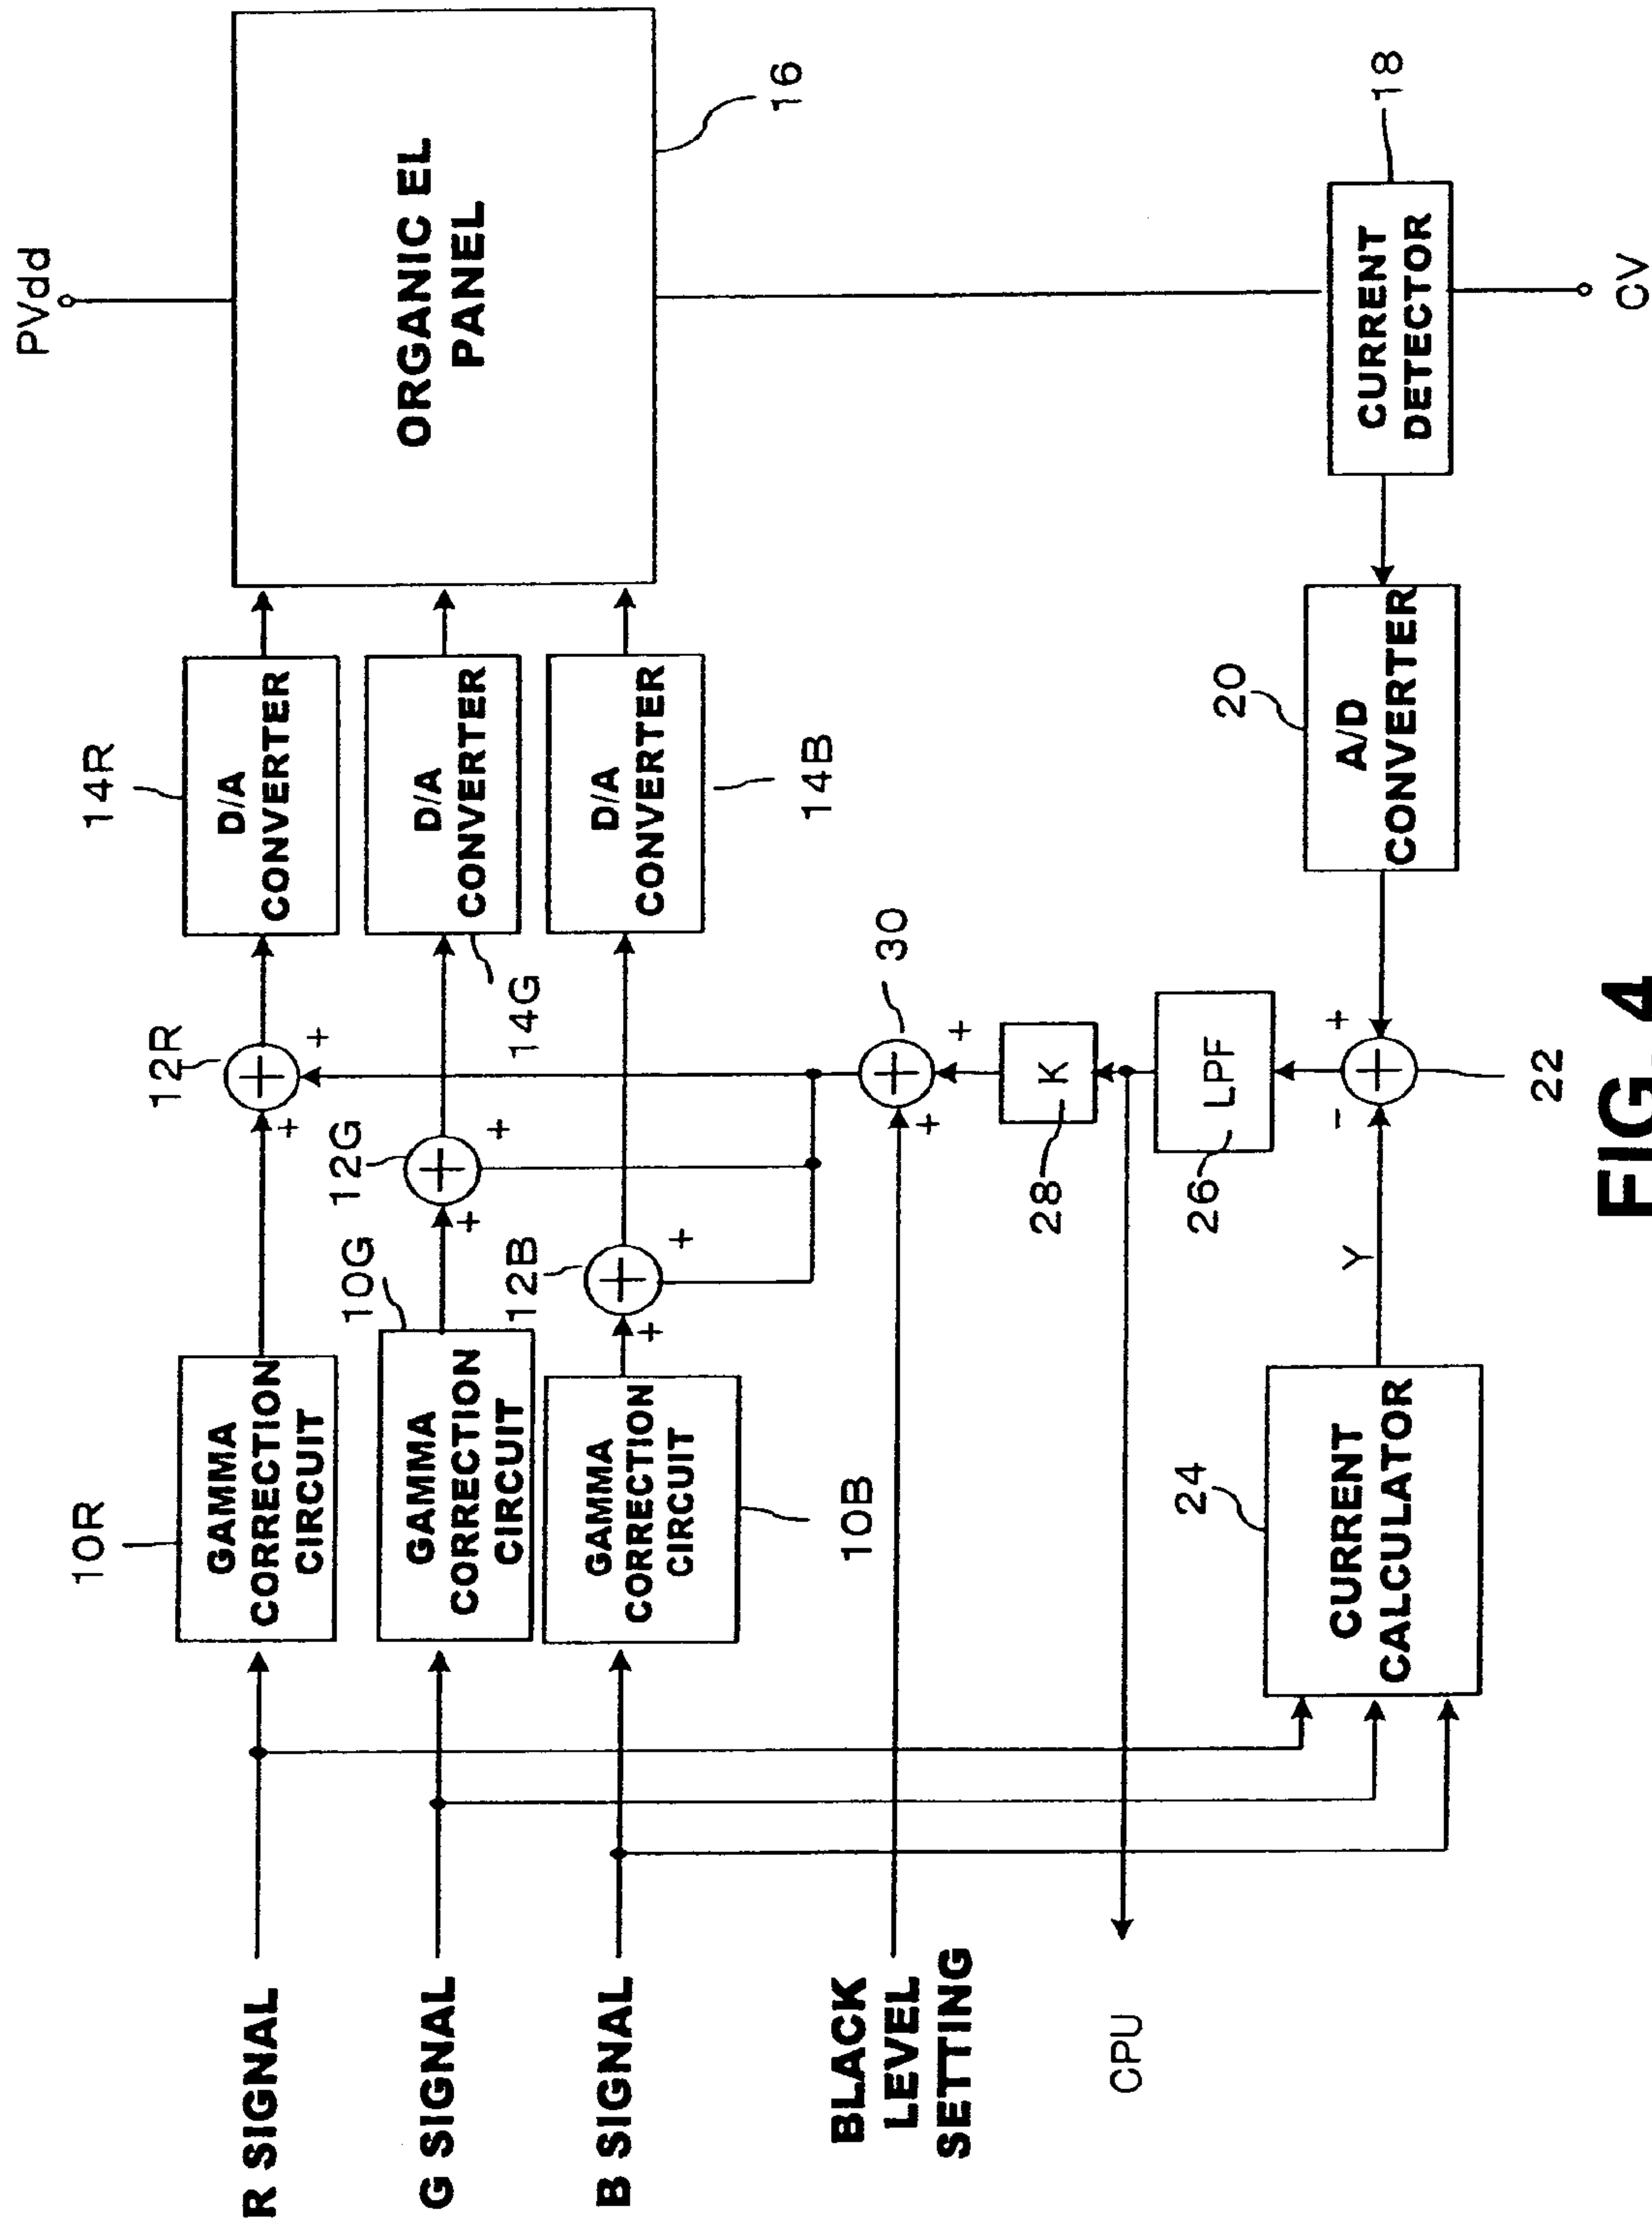 PVdd
14R
D/A
CONVERTER
12R
+
+
10R
GAMMA
CORRECTION
CIRCUIT
R SIGNAL
ORGANIC EL
PANEL
16
D/A
CONVERTER
14G
12G
+
+
10G
GAMMA
CORRECTION
CIRCUIT
G SIGNAL
D/A
CONVERTER
14B
12B
+
+
GAMMA
CORRECTION
CIRCUIT
10B
B SIGNAL
30
+
+
BLACK
LEVEL
SETTING
K
28
CPU
LPF
26
18
CURRENT
DETECTOR
CV
20
A/D
CONVERTER
+
-
22
Y
24
CURRENT
CALCULATOR
FIG. 4